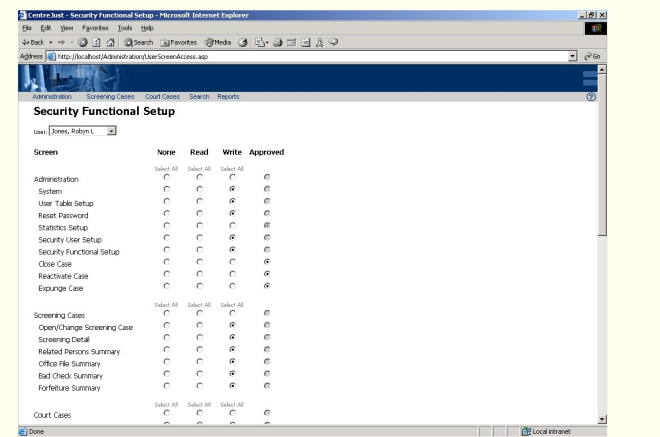 CentreJust - Security Functional Setup - Microsoft Internet Explorer
File Edit View Favorites Tools Help
Back Search Favorites Media
Address http://localhost/Administration/UserScreenAccess.asp Go
Administration Screening Cases Court Cases Search Reports ?
Security Functional Setup
User: Jones, Robyn L
Screen None Read Write Approved
Select All Select All Select All
Administration
System
User Table Setup
Reset Password
Statistics Setup
Security User Setup
Security Functional Setup
Close Case
Reactivate Case
Expunge Case
Select All Select All Select All
Screening Cases
Open/Change Screening Case
Screening Detail
Related Persons Summary
Office File Summary
Bad Check Summary
Forfeiture Summary
Select All Select All Select All
Court Cases
Done Local intranet